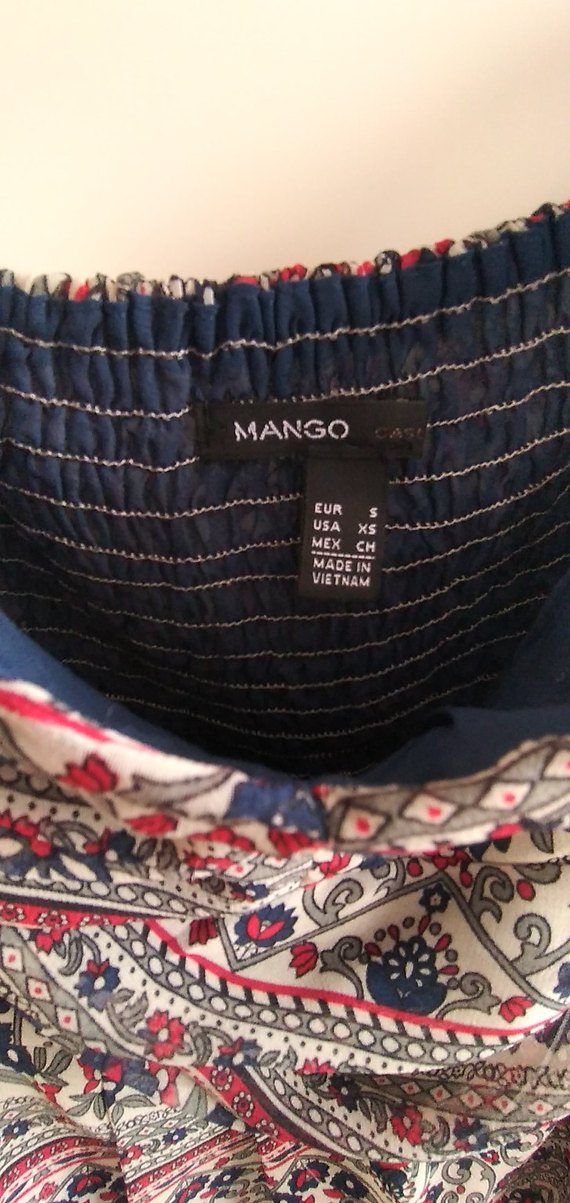 MANGO
EUR S
USA XS
MEX CH
MADE IN
VIETNAM